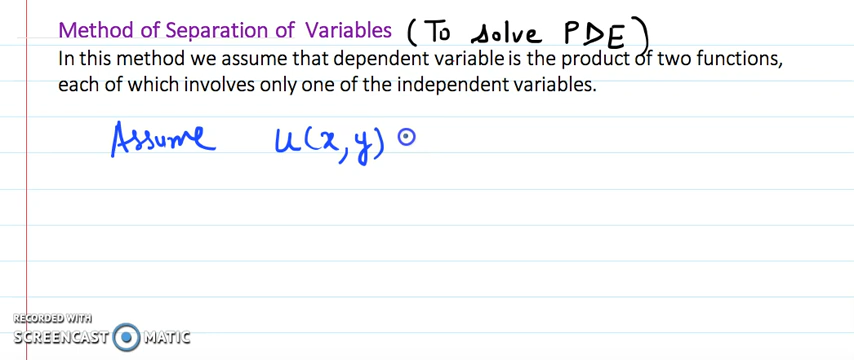 Method of Separation of Variables (To solve PDE)
In this method we assume that dependent variable is the product of two functions,
each of which involves only one of the independent variables.
Assume u(x, y)
RECORDED WITH
SCREENCAST MATIC